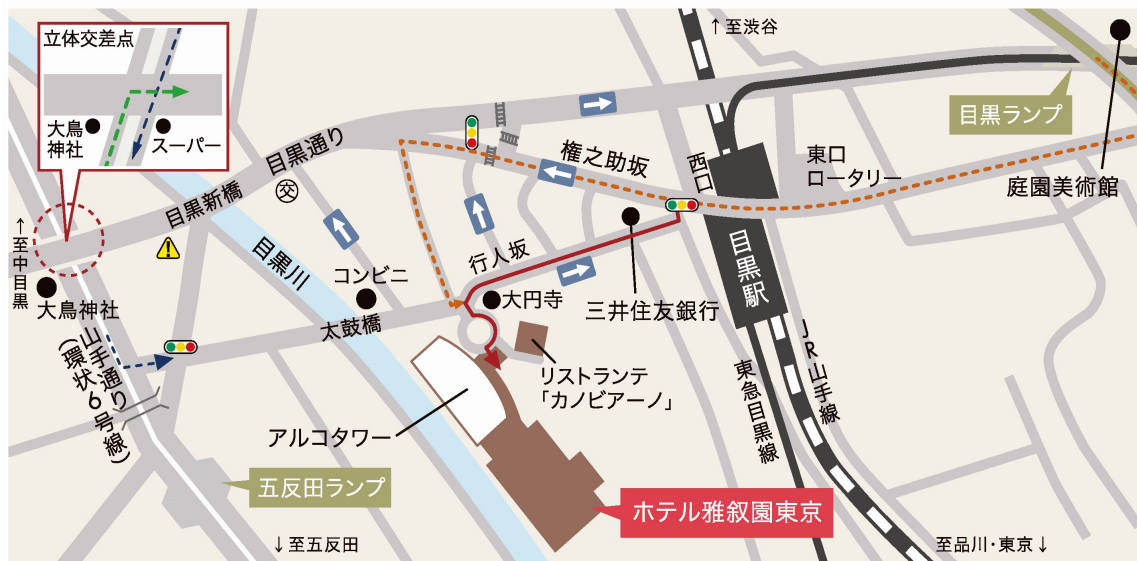 立体交差点
大鳥
神社
スーパー
↑至渋谷
目黒ランプ
庭園美術館
目黒通り
交
目黒新橋
権之助坂
西口
東口
ロータリー
↑至中目黒
大鳥神社
目黒川
コンビニ
太鼓橋
行人坂
大円寺
三井住友銀行
目黒駅
山手通り
(環状6号線)
リストランテ
「カノビアーノ」
アルコタワー
東急目黒線
JR山手線
五反田ランプ
ホテル雅叙園東京
↓至五反田
至品川・東京↓